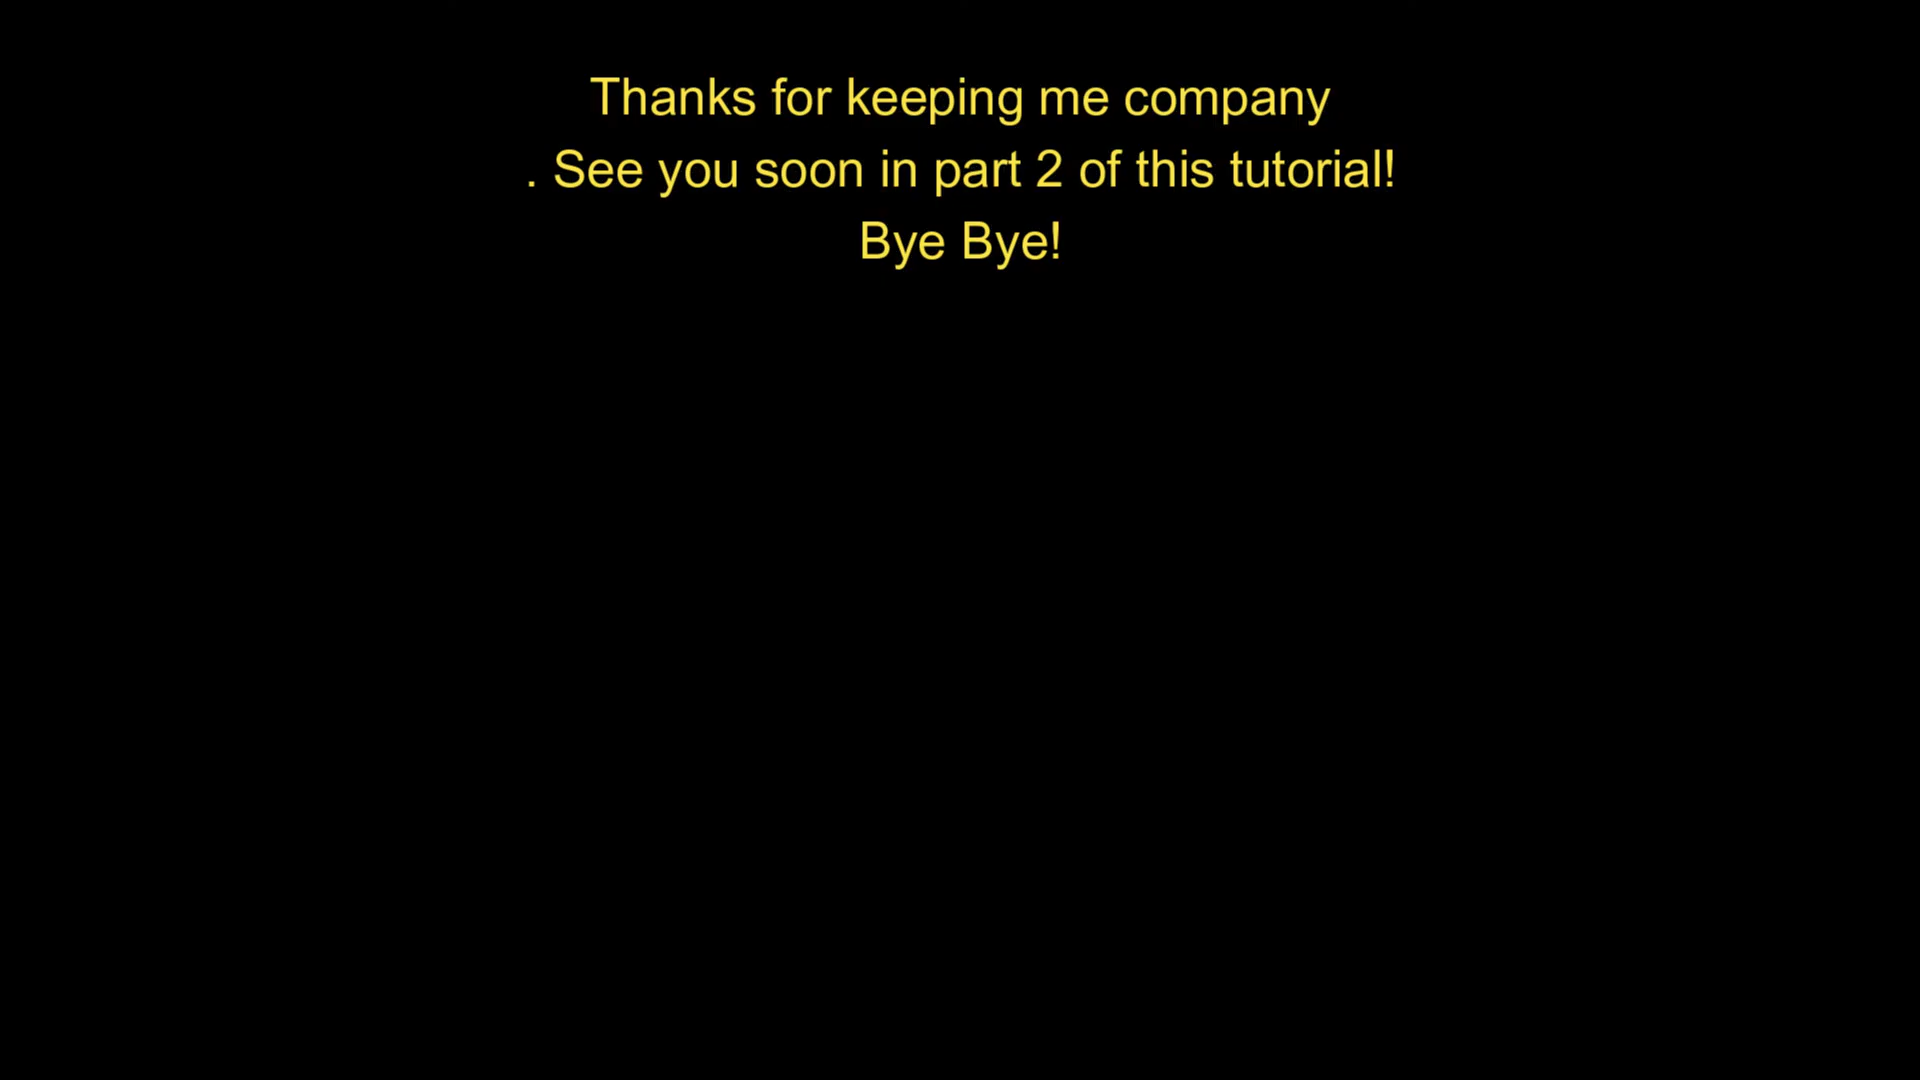 Thanks for keeping me company
. See you soon in part 2 of this tutorial!
Bye Bye!